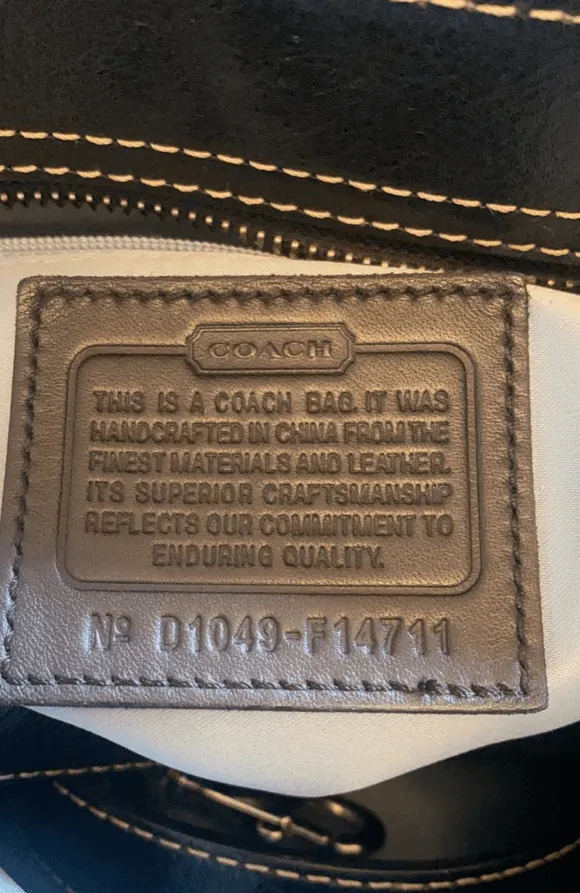 COACH
THIS IS A COACH BAG. IT WAS
HANDCRAFTED IN CHINA FROM THE
FINEST MATERIALS AND LEATHER.
ITS SUPERIOR CRAFTSMANSHIP
REFLECTS OUR COMMITMENT TO
ENDURING QUALITY.
Nº D1049-F14711